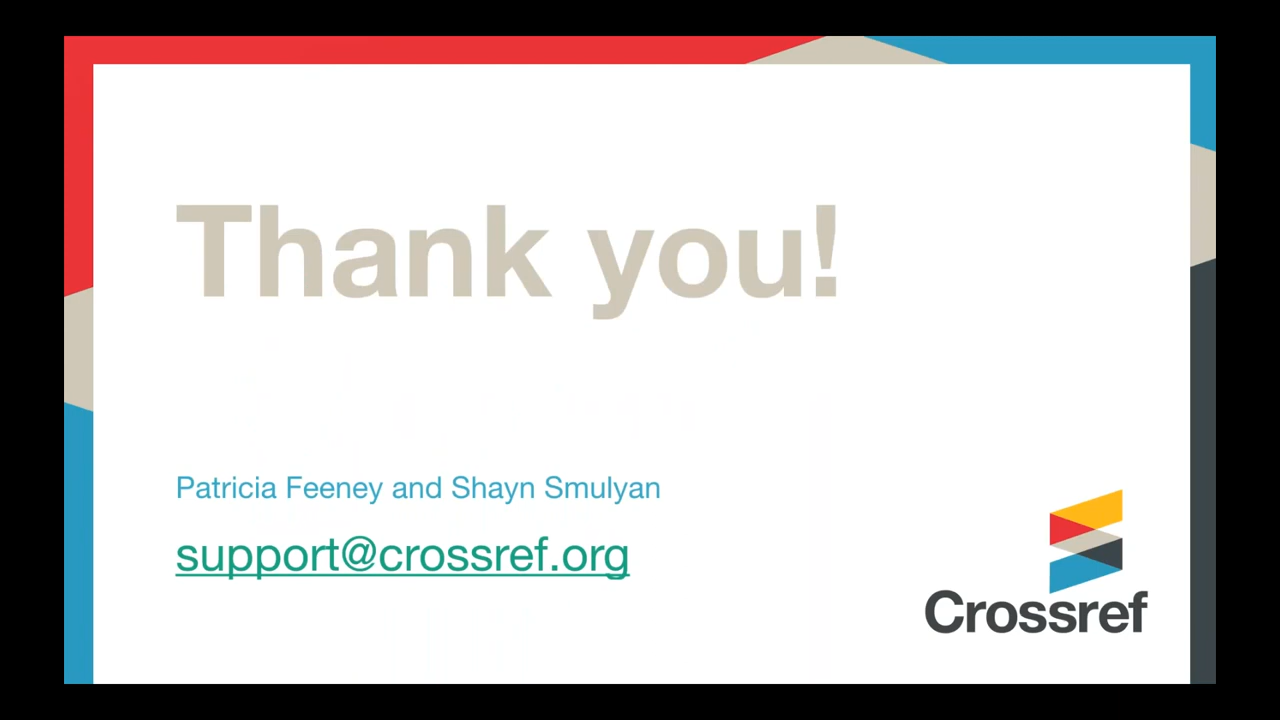 Thank you!
Patricia Feeney and Shayn Smulyan
support@crossref.org
Crossref